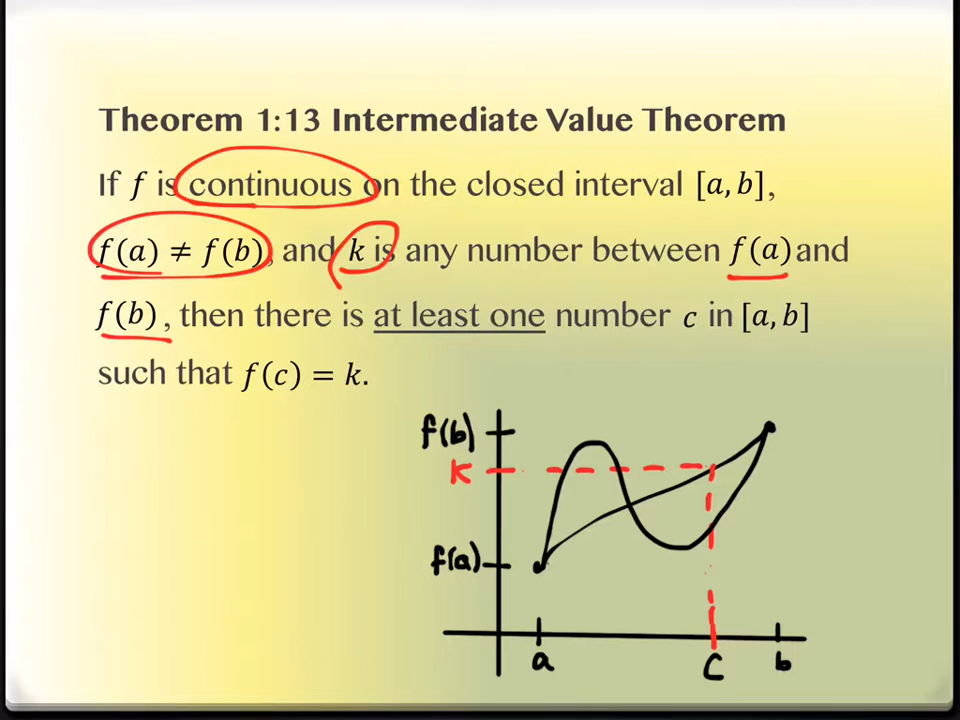 Theorem 1:13 Intermediate Value Theorem
If f is continuous on the closed interval [a, b],
f(a) ≠ f(b), and k is any number between f(a) and
f(b), then there is at least one number c in [a, b]
such that f(c) = k.
f(b)
k
f(a)
a
c
b